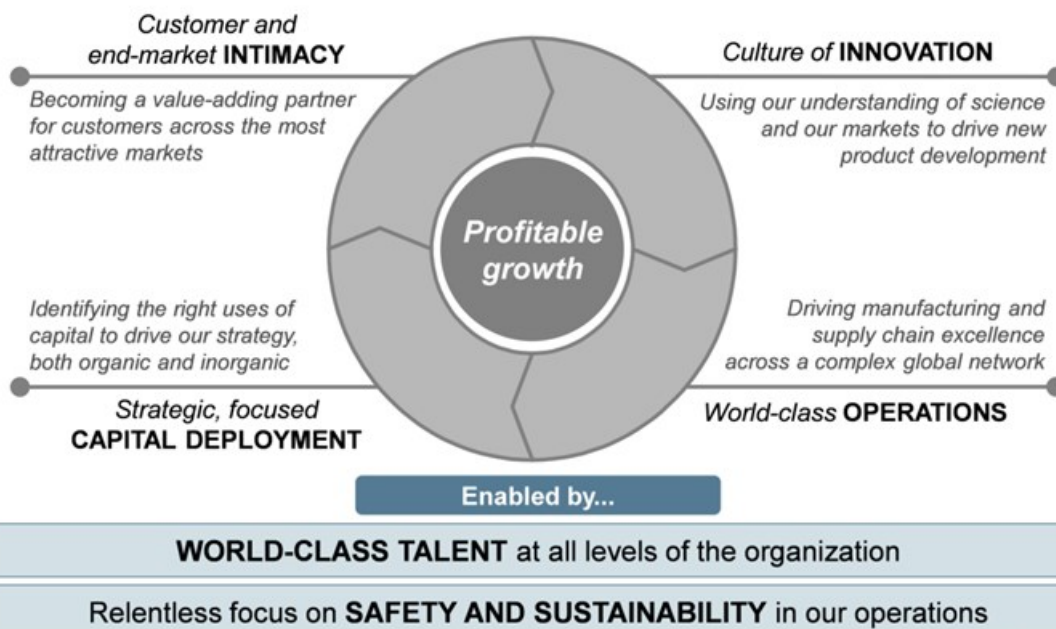 Customer and
end-market INTIMACY
Becoming a value-adding partner
for customers across the most
attractive markets
Culture of INNOVATION
Using our understanding of science
and our markets to drive new
product development
Profitable
growth
Identifying the right uses of
capital to drive our strategy,
both organic and inorganic
Strategic, focused
CAPITAL DEPLOYMENT
Driving manufacturing and
supply chain excellence
across a complex global network
World-class OPERATIONS
Enabled by...
WORLD-CLASS TALENT at all levels of the organization
Relentless focus on SAFETY AND SUSTAINABILITY in our operations